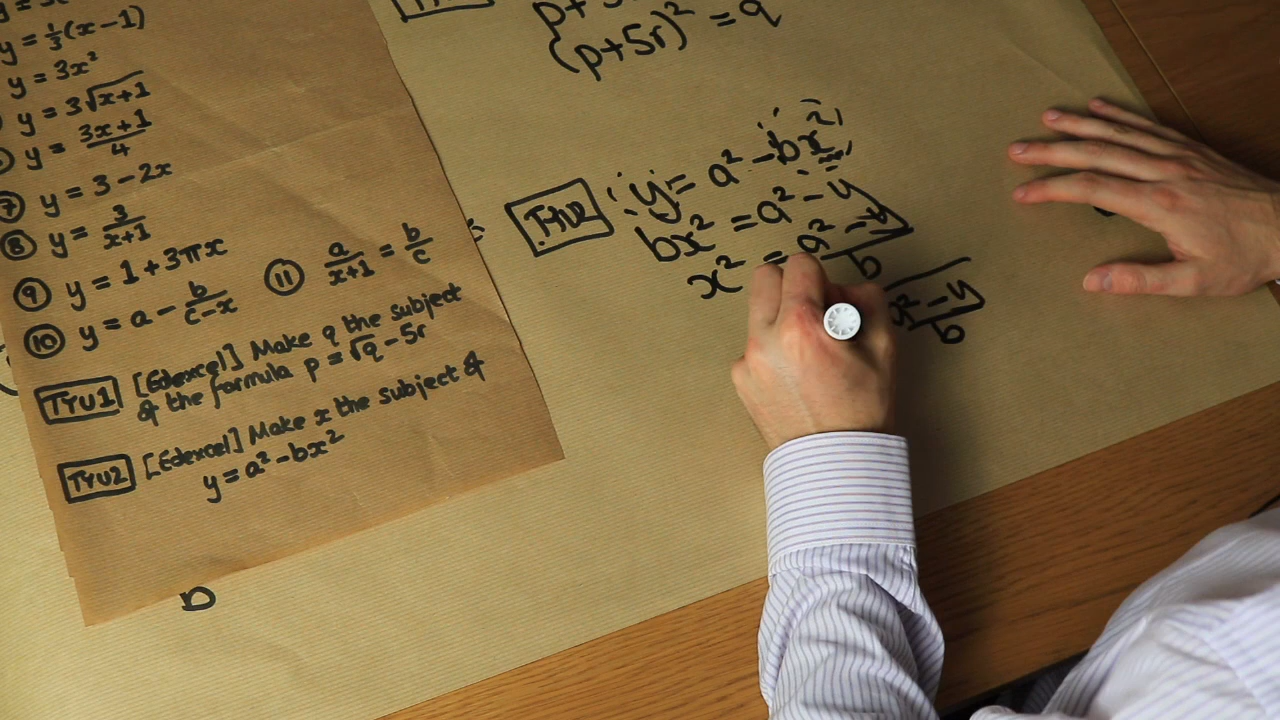 y = 1/3(x-1)
y = 3x²
y = 3√(x+1)
y = (3x+1)/4
⑦ y = 3 - 2x
⑧ y = 3/(x+1)
⑨ y = 1 + 3πx
⑩ y = a - b/(c-x)
⑪ a/(x+1) = b/c
TYU1 [Edexcel] Make q the subject
of the formula p = √q - 5r
TYU2 [Edexcel] Make x the subject of
y = a² - bx²
(p+5r)² = q
TYU2 y = a² - bx²
bx² = a² - y
x² = a² - y / b